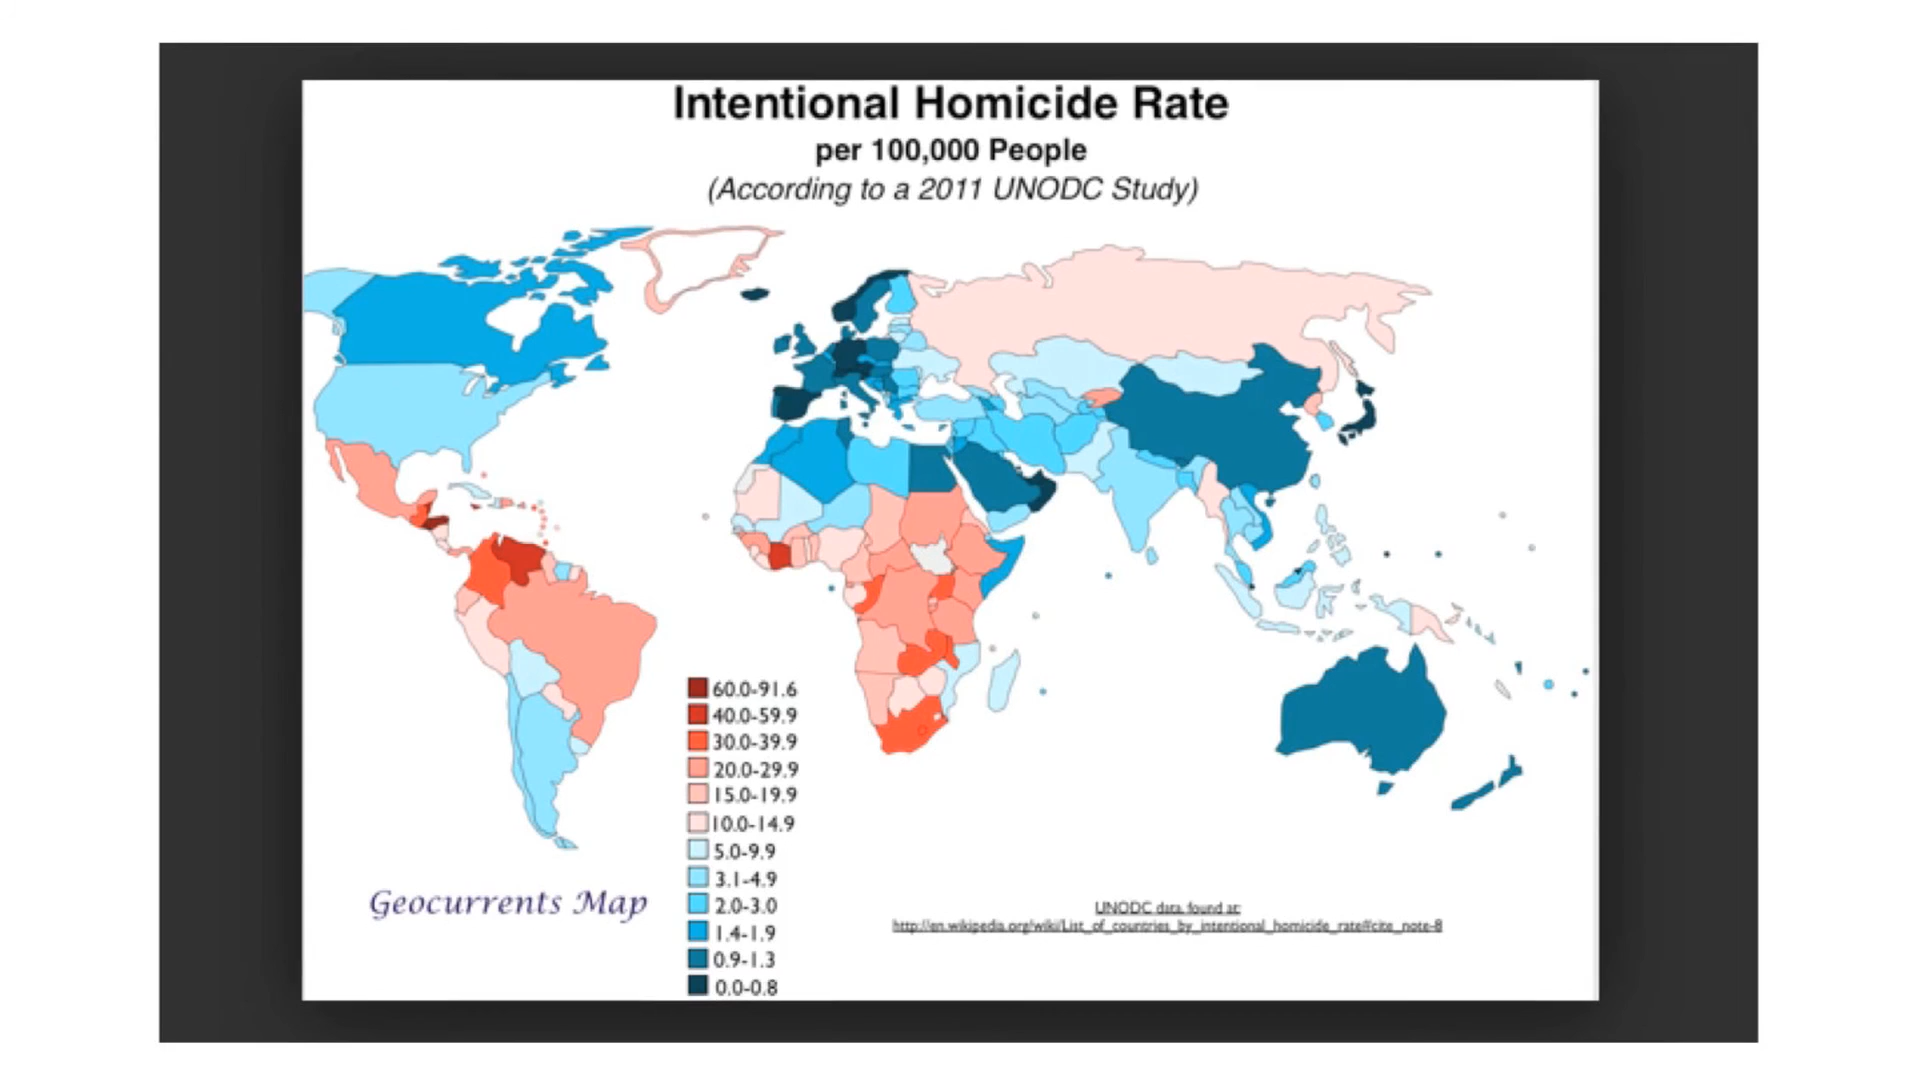 Intentional Homicide Rate
per 100,000 People
(According to a 2011 UNODC Study)
60.0-91.6
40.0-59.9
30.0-39.9
20.0-29.9
15.0-19.9
10.0-14.9
5.0-9.9
3.1-4.9
2.0-3.0
1.4-1.9
0.9-1.3
0.0-0.8
Geocurrents Map
UNODC data found at:
http://en.wikipedia.org/wiki/List_of_countries_by_intentional_homicide_rate#cite_note-8